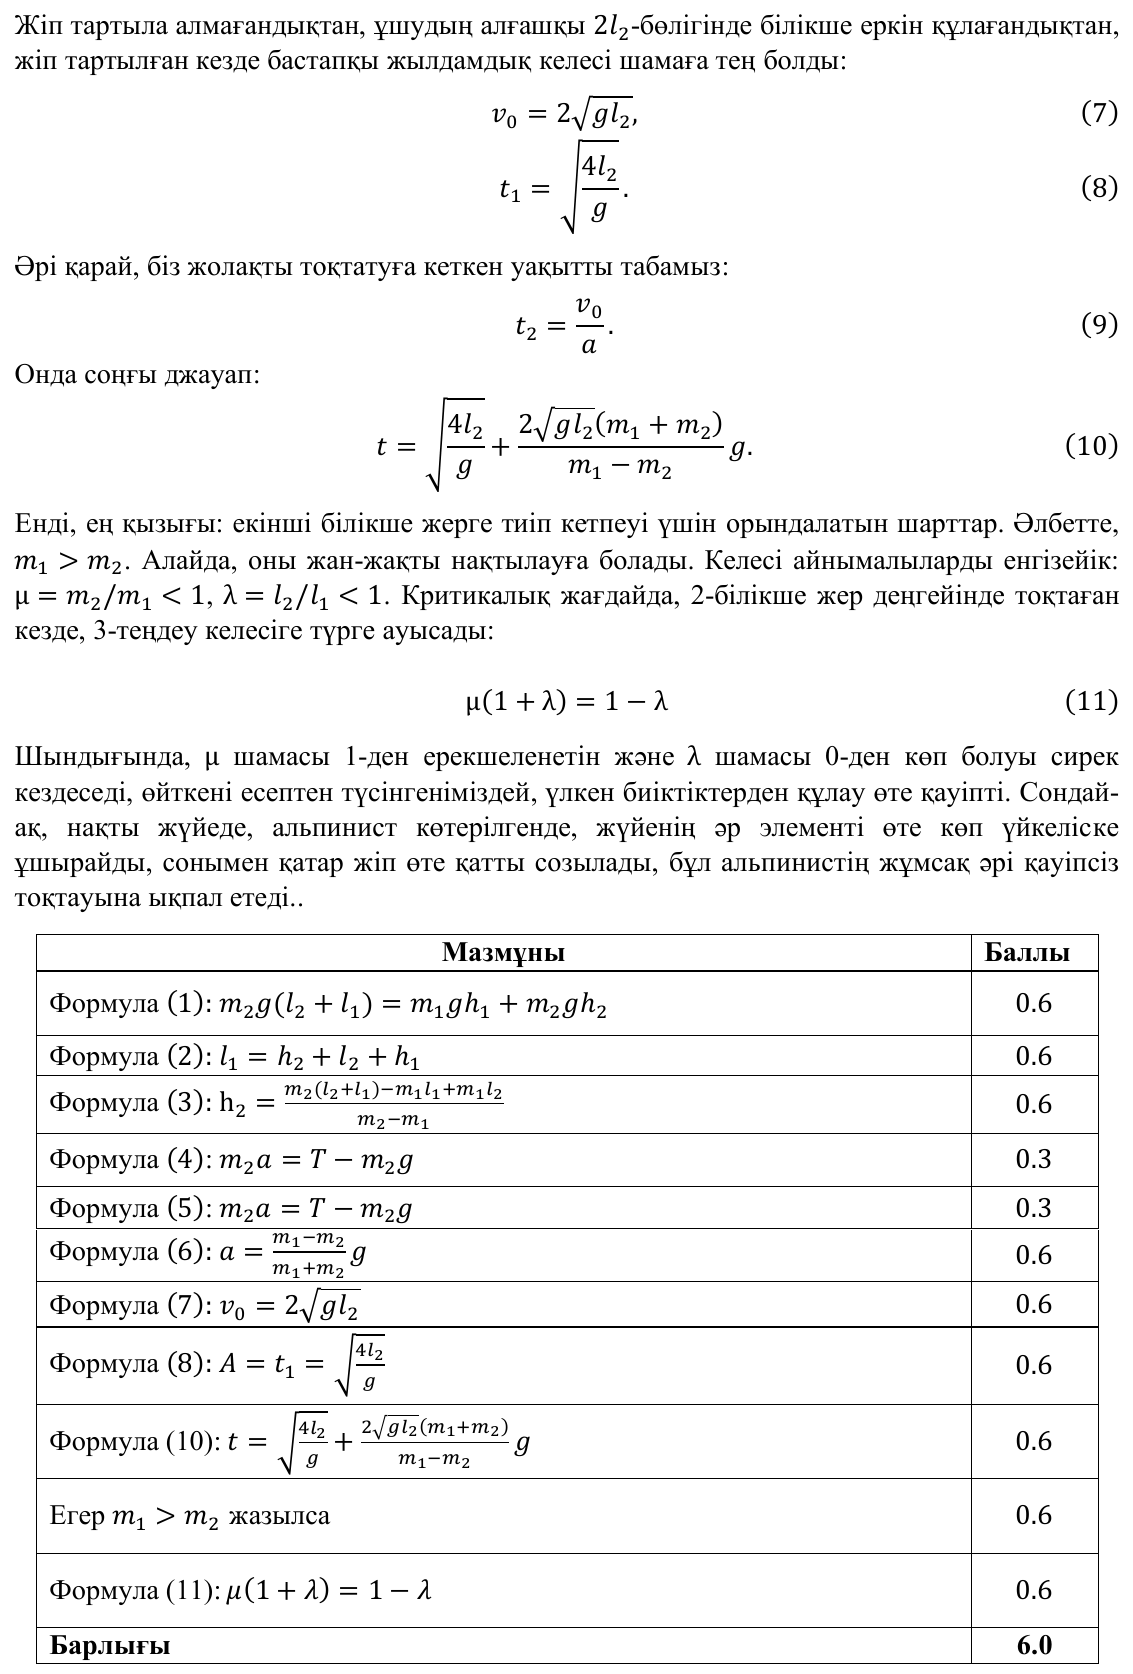 Жіп тартыла алмағандықтан, ұшудың алғашқы 2l₂-бөлігінде білікше еркін құлағандықтан,
жіп тартылған кезде бастапқы жылдамдық келесі шамаға тең болды:
v₀ = 2√(gl₂), (7)
t₁ = √(4l₂/g). (8)
Әрі қарай, біз жолақты тоқтатуға кеткен уақытты табамыз:
t₂ = v₀/a. (9)
Онда соңғы джауап:
t = √(4l₂/g) + 2√(gl₂)(m₁ + m₂)/(m₁ − m₂) g. (10)
Енді, ең қызығы: екінші білікше жерге тиіп кетпеуі үшін орындалатын шарттар. Әлбетте,
m₁ > m₂. Алайда, оны жан-жақты нақтылауға болады. Келесі айнымалыларды енгізейік:
μ = m₂/m₁ < 1, λ = l₂/l₁ < 1. Критикалық жағдайда, 2-білікше жер деңгейінде тоқтаған
кезде, 3-теңдеу келесіге түрге ауысады:
μ(1 + λ) = 1 − λ (11)
Шындығында, μ шамасы 1-ден ерекшеленетін және λ шамасы 0-ден көп болуы сирек
кездеседі, өйткені есептен түсінгеніміздей, үлкен биіктіктерден құлау өте қауіпті. Сондай-
ақ, нақты жүйеде, альпинист көтерілгенде, жүйенің әр элементі өте көп үйкеліске
ұшырайды, сонымен қатар жіп өте қатты созылады, бұл альпинистің жұмсақ әрі қауіпсіз
тоқтауына ықпал етеді..
Мазмұны Баллы
Формула (1): m₂g(l₂ + l₁) = m₁gh₁ + m₂gh₂ 0.6
Формула (2): l₁ = h₂ + l₂ + h₁ 0.6
Формула (3): h₂ = (m₂(l₂+l₁)−m₁l₁+m₁l₂)/(m₂−m₁) 0.6
Формула (4): m₂a = T − m₂g 0.3
Формула (5): m₂a = T − m₂g 0.3
Формула (6): a = (m₁−m₂)/(m₁+m₂) g 0.6
Формула (7): v₀ = 2√(gl₂) 0.6
Формула (8): A = t₁ = √(4l₂/g) 0.6
Формула (10): t = √(4l₂/g) + 2√(gl₂)(m₁+m₂)/(m₁−m₂) g 0.6
Егер m₁ > m₂ жазылса 0.6
Формула (11): μ(1 + λ) = 1 − λ 0.6
Барлығы 6.0